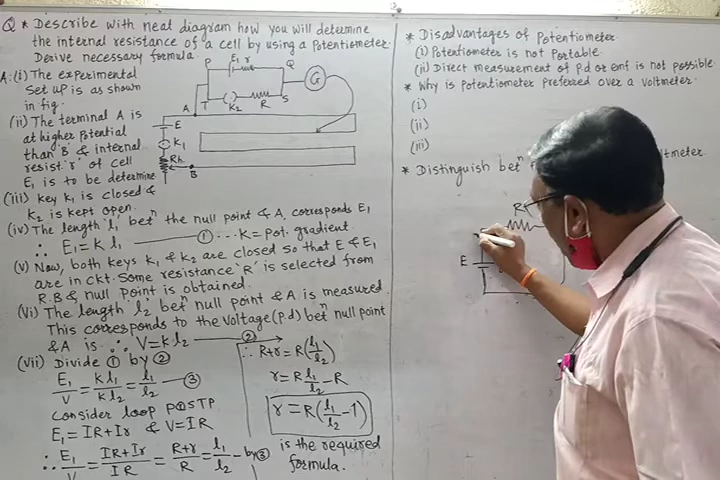 Q * Describe with neat diagram how you will determine
the internal resistance of a cell by using a Potentiometer.
Derive necessary formula.
A:(i) The experimental
Set up is as shown
in fig.
(ii) The terminal A is
at higher potential
than 'B' & internal
resist. 'r' of cell
E₁ is to be determine
(iii) key K₁ is closed &
K₂ is kept open.
(iv) The length 'l₁' betⁿ the null point & A corresponds E₁
∴ E₁ = K l₁ ——— ① ... K = pot. gradient.
(v) Now, both keys K₁ & K₂ are closed so that E & E₁
are in ckt. Some resistance 'R' is selected from
R.B & null point is obtained.
(vi) The length 'l₂' betⁿ null point & A is measured
This corresponds to the voltage (Pd) betⁿ null point
& A is ∴ V = K l₂ ——— ②
(vii) Divide ① by ②
E₁/V = K l₁/K l₂ = l₁/l₂ — ③
Consider loop PQSTP
E₁ = IR + Ir & V = IR
∴ E₁/V = IR + Ir/IR = R + r/R = l₁/l₂ - by ③
∴ R + r = R(l₁/l₂)
r = R l₁/l₂ - R
r = R(l₁/l₂ - 1)
is the required
formula.
P E₁ r Q
G
T K₂ R S
A
E
K₁
Rh
B
* Disadvantages of Potentiometer.
(i) Potentiometer is not Portable.
(ii) Direct measurement of pd or emf is not possible
* Why is potentiometer preferred over a voltmeter.
(i)
(ii)
(iii)
* Distinguish betⁿ
R
E